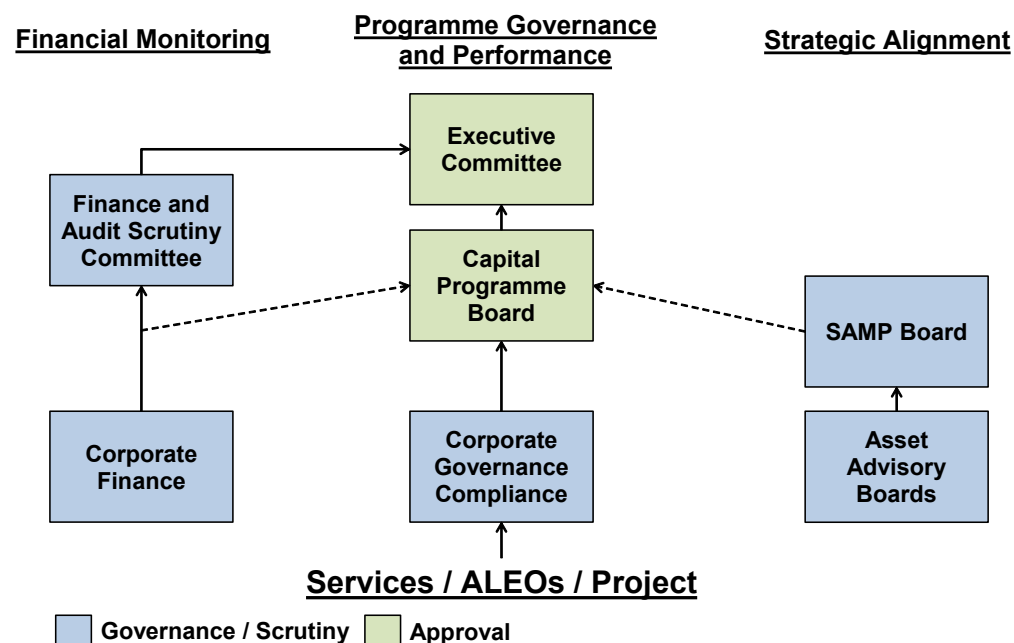 Financial Monitoring
Programme Governance
and Performance
Strategic Alignment
Executive
Committee
Finance and
Audit Scrutiny
Committee
Capital
Programme
Board
SAMP Board
Corporate
Finance
Corporate
Governance
Compliance
Asset
Advisory
Boards
Services / ALEOs / Project
Governance / Scrutiny
Approval